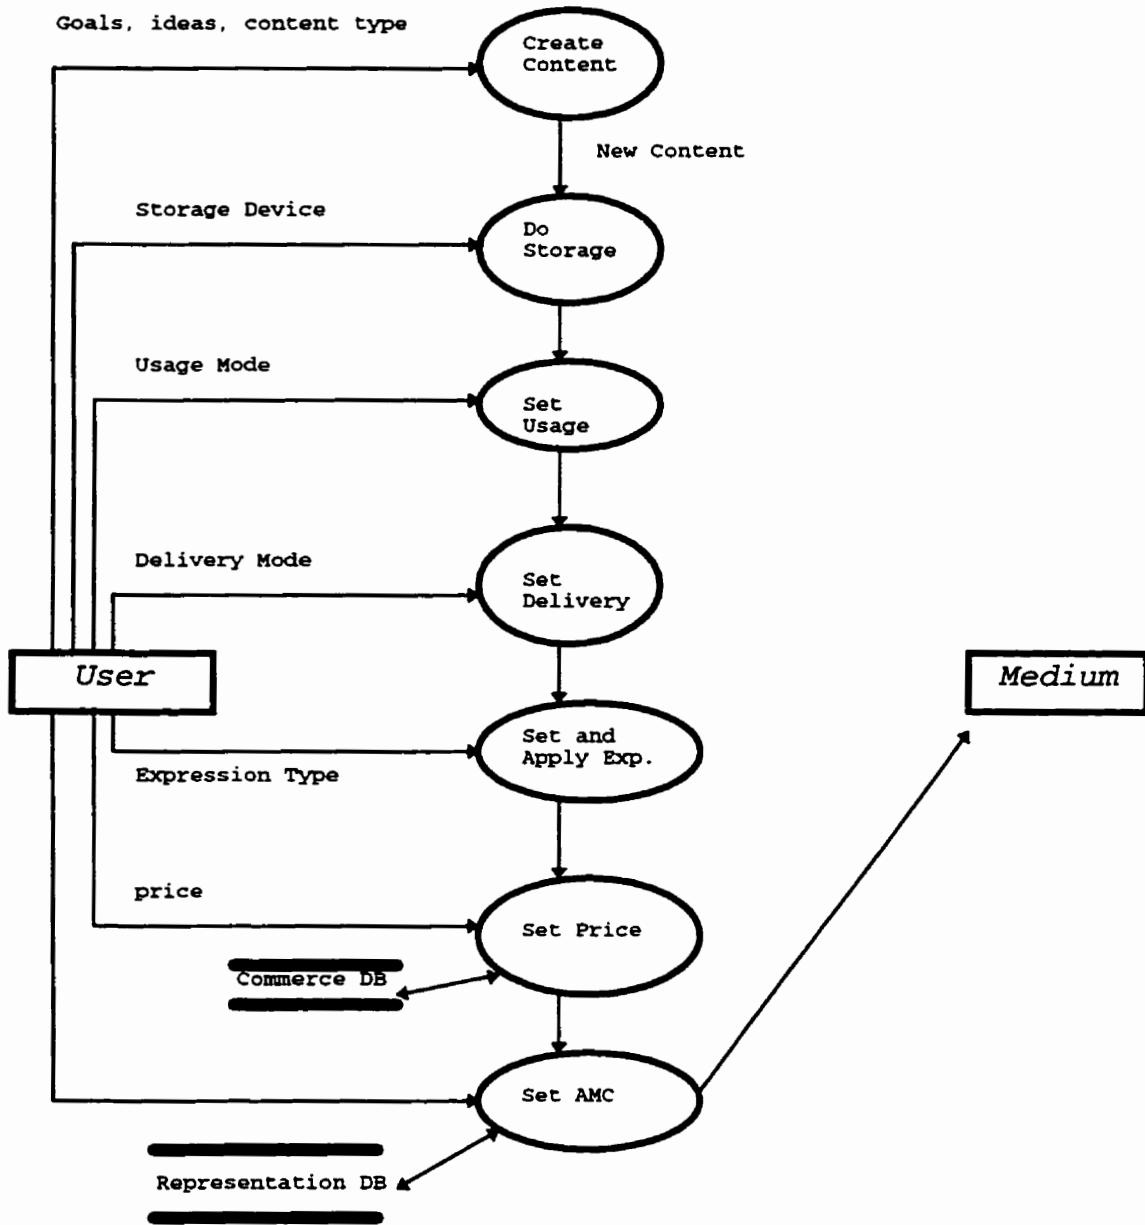 Goals, ideas, content type
Create
Content
New Content
Storage Device
Do
Storage
Usage Mode
Set
Usage
Delivery Mode
Set
Delivery
User
Medium
Set and
Apply Exp.
Expression Type
price
Set Price
Commerce DB
Set AMC
Representation DB